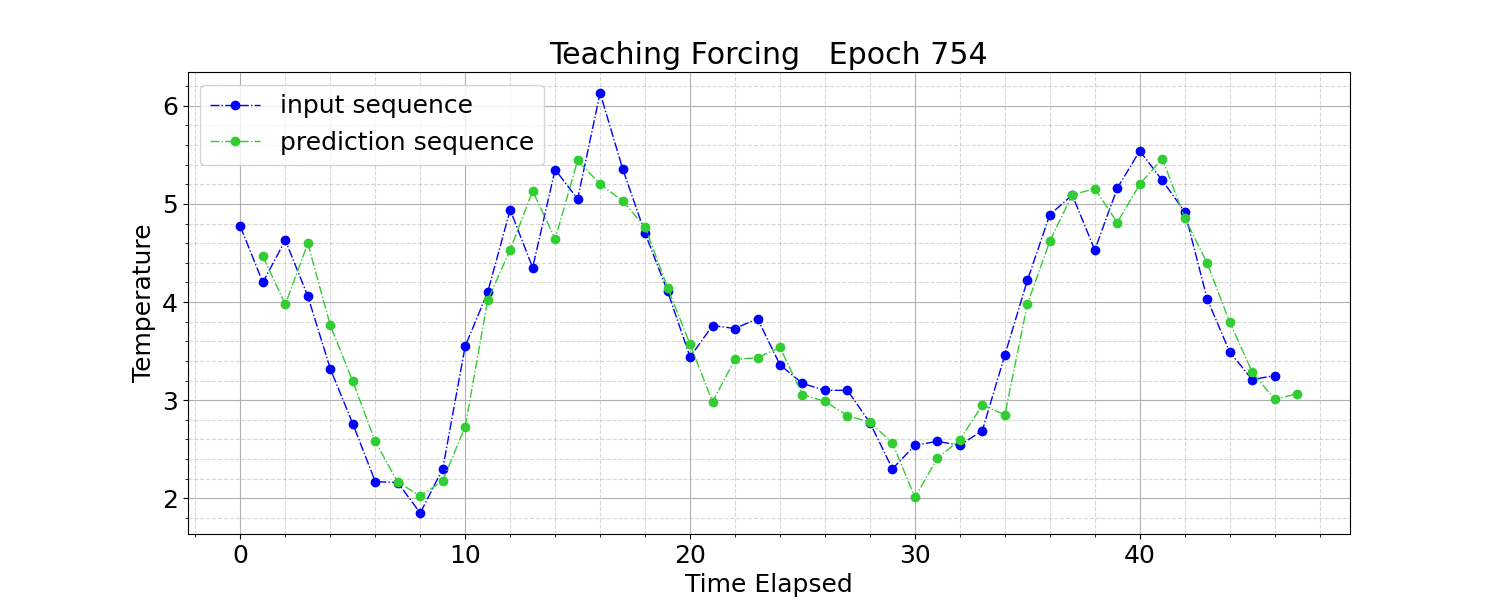 Teaching Forcing   Epoch 754
input sequence
prediction sequence
Temperature
6
5
4
3
2
0 10 20 30 40
Time Elapsed